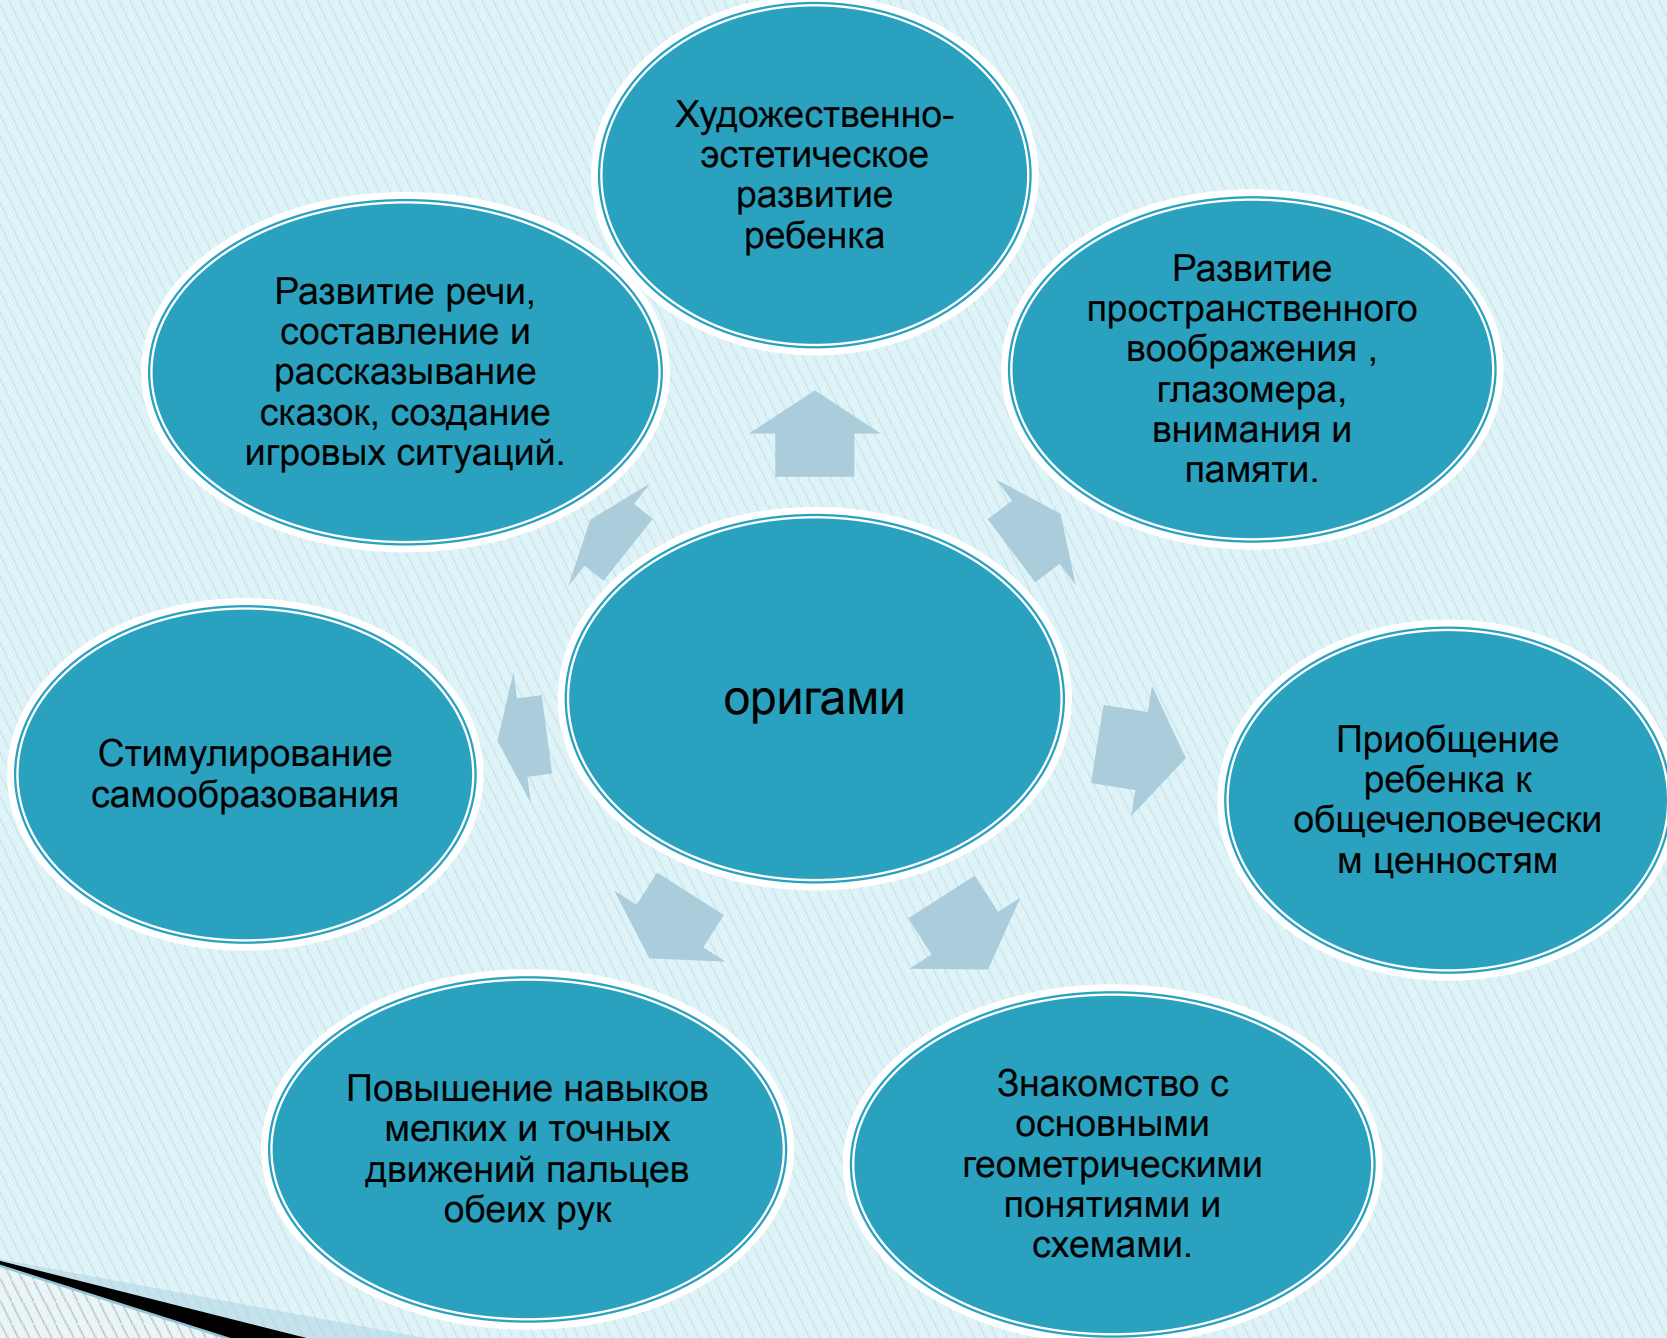 Художественно-
эстетическое
развитие
ребенка
Развитие речи,
составление и
рассказывание
сказок, создание
игровых ситуаций.
Развитие
пространственного
воображения ,
глазомера,
внимания и
памяти.
оригами
Стимулирование
самообразования
Приобщение
ребенка к
общечеловечески
м ценностям
Повышение навыков
мелких и точных
движений пальцев
обеих рук
Знакомство с
основными
геометрическими
понятиями и
схемами.